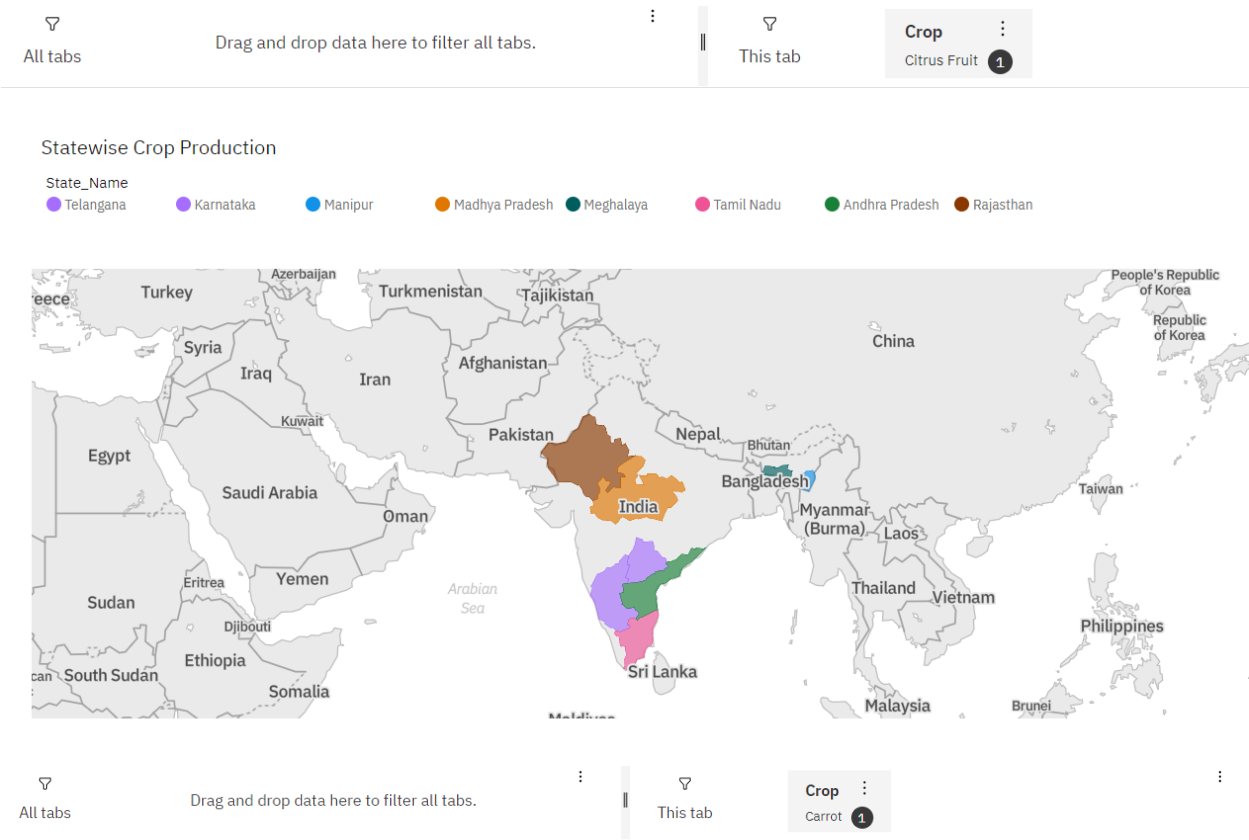 All tabs
Drag and drop data here to filter all tabs.
This tab
Crop
Citrus Fruit 1
Statewise Crop Production
State_Name
Telangana Karnataka Manipur Madhya Pradesh Meghalaya Tamil Nadu Andhra Pradesh Rajasthan
Azerbaijan
People's Republic
of Korea
eece
Turkey
Turkmenistan
Tajikistan
Republic
of Korea
Syria
China
Afghanistan
Iraq
Iran
Kuwait
Pakistan
Nepal
Bhutan
Egypt
Bangladesh
Taiwan
Saudi Arabia
India
Oman
Myanmar
(Burma)
Laos
Eritrea
Yemen
Arabian
Sea
Thailand
Vietnam
Sudan
Djibouti
Philippines
Ethiopia
can
South Sudan
Sri Lanka
Somalia
Malaysia
Brunei
Maldives
All tabs
Drag and drop data here to filter all tabs.
This tab
Crop
Carrot 1